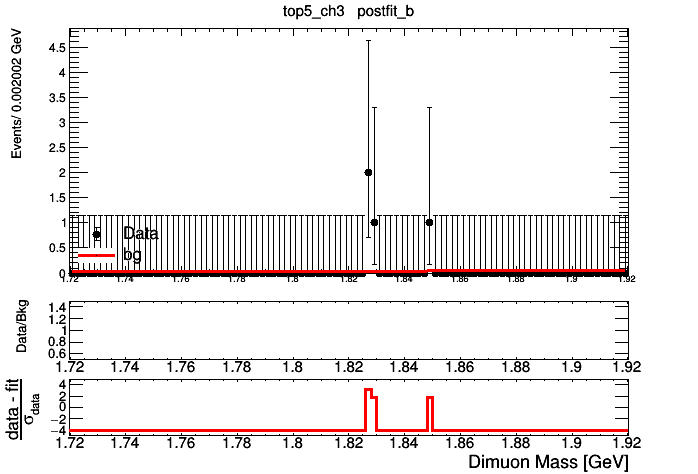 top5_ch3 postfit_b
Events/ 0.002002 GeV
4.5
4
3.5
3
2.5
2
1.5
1
0.5
0
Data
bg
1.72 1.74 1.76 1.78 1.8 1.82 1.84 1.86 1.88 1.9 1.92
Data/Bkg
1.4
1.2
1
0.8
0.6
1.72 1.74 1.76 1.78 1.8 1.82 1.84 1.86 1.88 1.9 1.92
data - fit
σdata
4
2
0
−2
−4
1.72 1.74 1.76 1.78 1.8 1.82 1.84 1.86 1.88 1.9 1.92
Dimuon Mass [GeV]